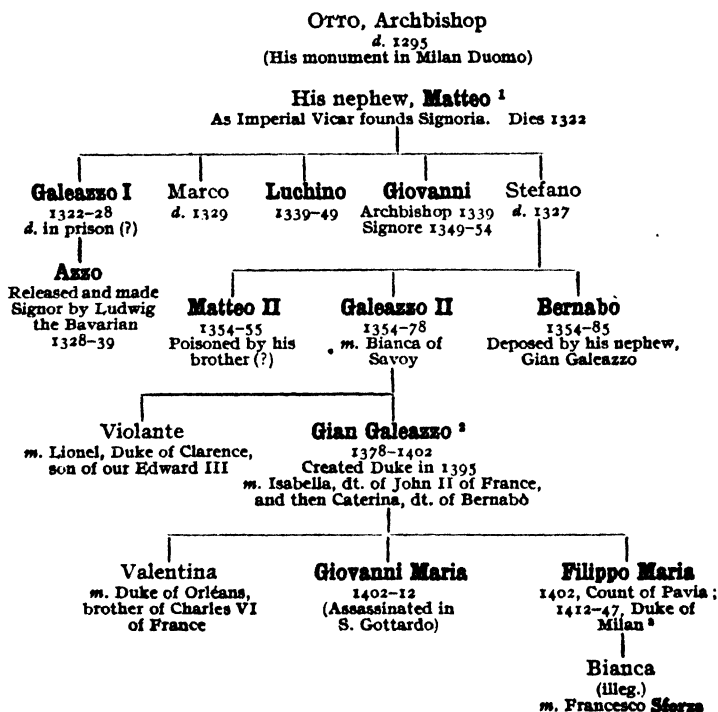 OTTO, Archbishop
d. 1295
(His monument in Milan Duomo)
His nephew, Matteo ¹
As Imperial Vicar founds Signoria. Dies 1322
Galeazzo I
1322–28
d. in prison (?)
Marco
d. 1329
Luchino
1339–49
Giovanni
Archbishop 1339
Signore 1349–54
Stefano
d. 1327
Azzo
Released and made
Signor by Ludwig
the Bavarian
1328–39
Matteo II
1354–55
Poisoned by his
brother (?)
Galeazzo II
1354–78
m. Bianca of
Savoy
Bernabò
1354–85
Deposed by his nephew,
Gian Galeazzo
Violante
m. Lionel, Duke of Clarence,
son of our Edward III
Gian Galeazzo ²
1378–1402
Created Duke in 1395
m. Isabella, dt. of John II of France,
and then Caterina, dt. of Bernabò
Valentina
m. Duke of Orléans,
brother of Charles VI
of France
Giovanni Maria
1402–12
(Assassinated in
S. Gottardo)
Filippo Maria
1402, Count of Pavia ;
1412–47, Duke of
Milan ³
Bianca
(illeg.)
m. Francesco Sforza